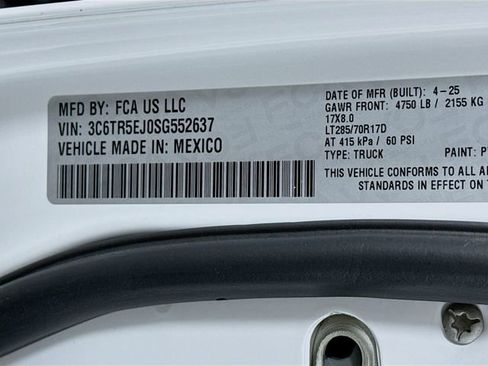 MFD BY: FCA US LLC
VIN: 3C6TR5EJ0SG552637
VEHICLE MADE IN: MEXICO
DATE OF MFR (BUILT): 4-25
GAWR FRONT: 4750 LB / 2155 KG
17X8.0
LT285/70R17D
AT 415 kPa / 60 PSI
TYPE: TRUCK PAINT:
THIS VEHICLE CONFORMS TO ALL
STANDARDS IN EFFECT ON